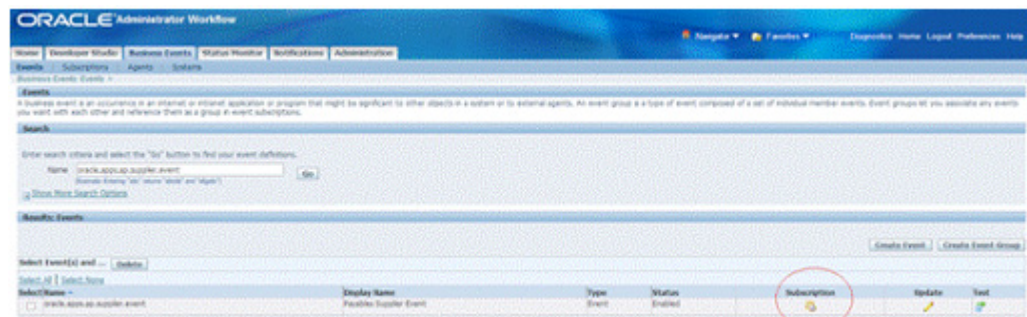 ORACLE Administrator Workflow
Navigator Favorites Diagnostics Home Logout Preferences Help
Home Developer Studio Business Events Status Monitor Notifications Administration
Events Subscriptions Agents Systems
Business Events: Events >
Events
A business event is an occurrence in an internet or intranet application or program that might be significant to other objects in a system or to external agents. An event group is a type of event composed of a set of individual member events. Event groups let you associate any events
you want with each other and reference them as a group in event subscriptions.
Search
Enter search criteria and select the "Go" button to find your event definitions.
Name oracle.apps.ap.supplier.event Go
Show More Search Options
Results: Events
Create Event Create Event Group
Select Event(s) and ... Delete
Select All Select None
Select Name Display Name Type Status Subscription Update Test
oracle.apps.ap.supplier.event Payables Supplier Event Event Enabled